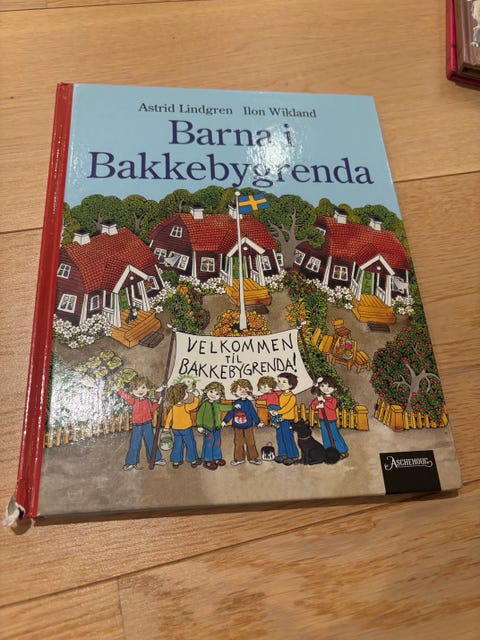 Astrid Lindgren Ilon Wikland
Barna i
Bakkebygrenda
VELKOMMEN
TIL
BAKKEBYGRENDA!
ASCHEHOUG